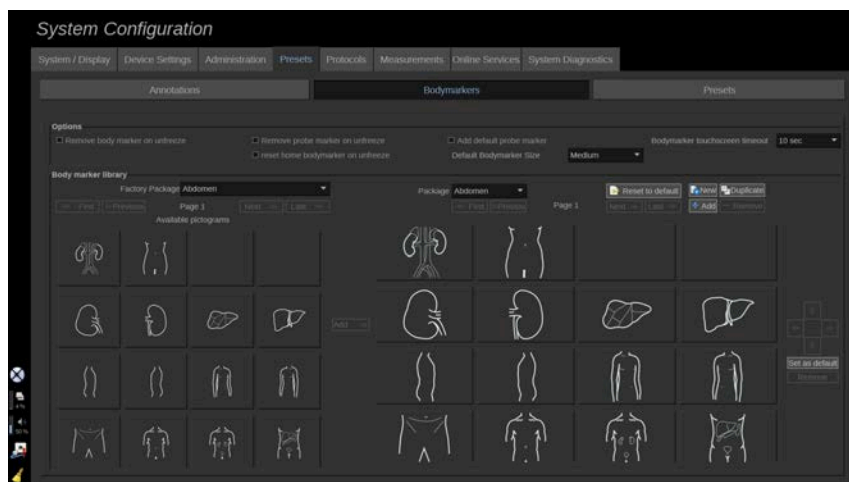 System Configuration
System / Display Device Settings Administration Presets Protocols Measurements Online Services System Diagnostics
Annotations Bodymarkers Presets
Options
Remove body marker on unfreeze Remove probe marker on unfreeze Add default probe marker Bodymarker touchscreen timeout 10 sec
reset home bodymarker on unfreeze Default Bodymarker Size Medium
Body marker library
Factory Package Abdomen Package Abdomen Reset to default New Duplicate
First Previous Page 1 Next Last First Previous Page 1 Next Last Add Remove
Available pictograms
Add
Set as default
Remove
4 %
50 %